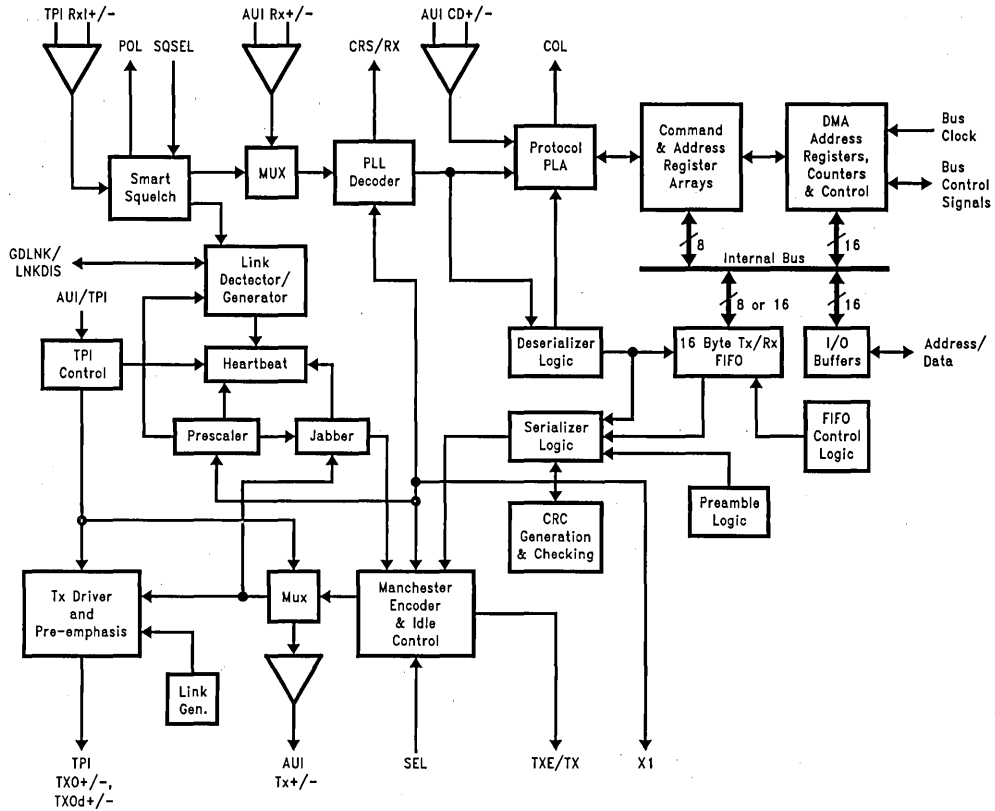 TPI RxI+/-
AUI Rx+/-
AUI CD+/-
POL
SQSEL
CRS/RX
COL
Smart
Squelch
MUX
PLL
Decoder
Protocol
PLA
Command
& Address
Register
Arrays
DMA
Address
Registers,
Counters
& Control
Bus
Clock
Bus
Control
Signals
8
16
Internal Bus
GDLNK/
LNKDIS
Link
Dectector/
Generator
8 or 16
16
AUI/TPI
TPI
Control
Heartbeat
Deserializer
Logic
16 Byte Tx/Rx
FIFO
I/O
Buffers
Address/
Data
Prescaler
Jabber
Serializer
Logic
FIFO
Control
Logic
Preamble
Logic
CRC
Generation
& Checking
Tx Driver
and
Pre-emphasis
Mux
Manchester
Encoder
& Idle
Control
Link
Gen.
TPI
TXO+/-,
TXOd+/-
AUI
Tx+/-
SEL
TXE/TX
X1